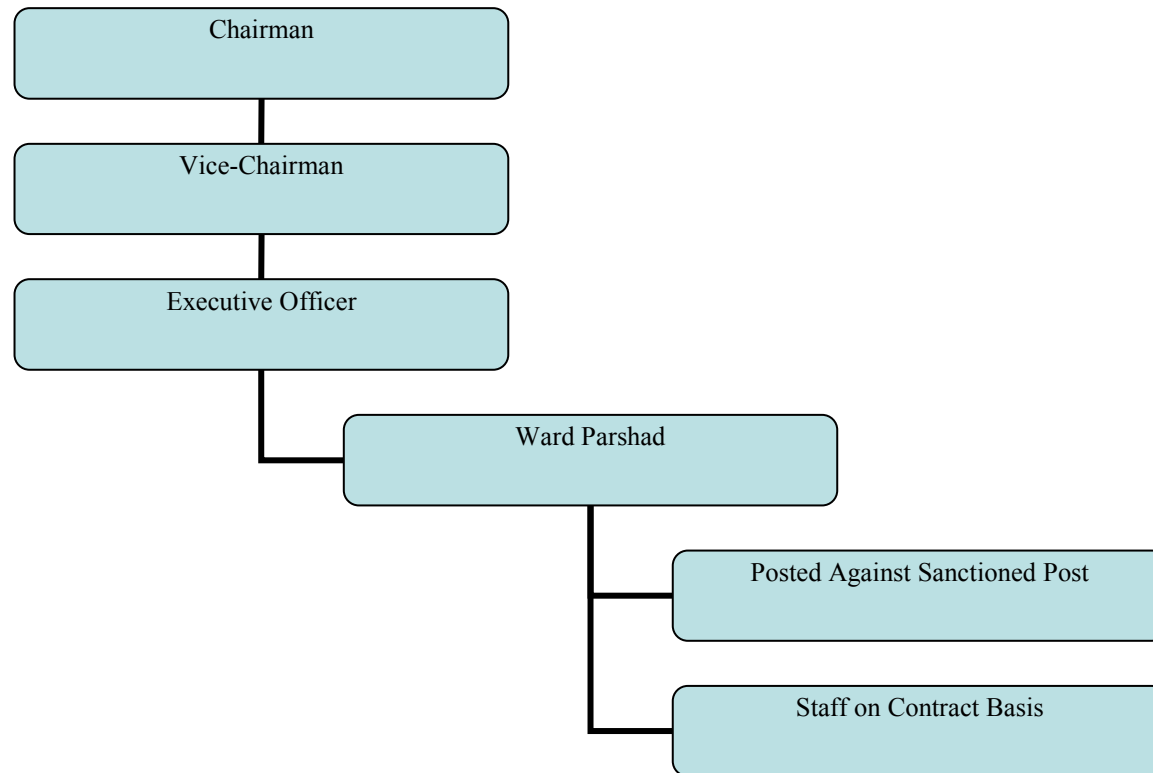 Chairman
Vice-Chairman
Executive Officer
Ward Parshad
Posted Against Sanctioned Post
Staff on Contract Basis